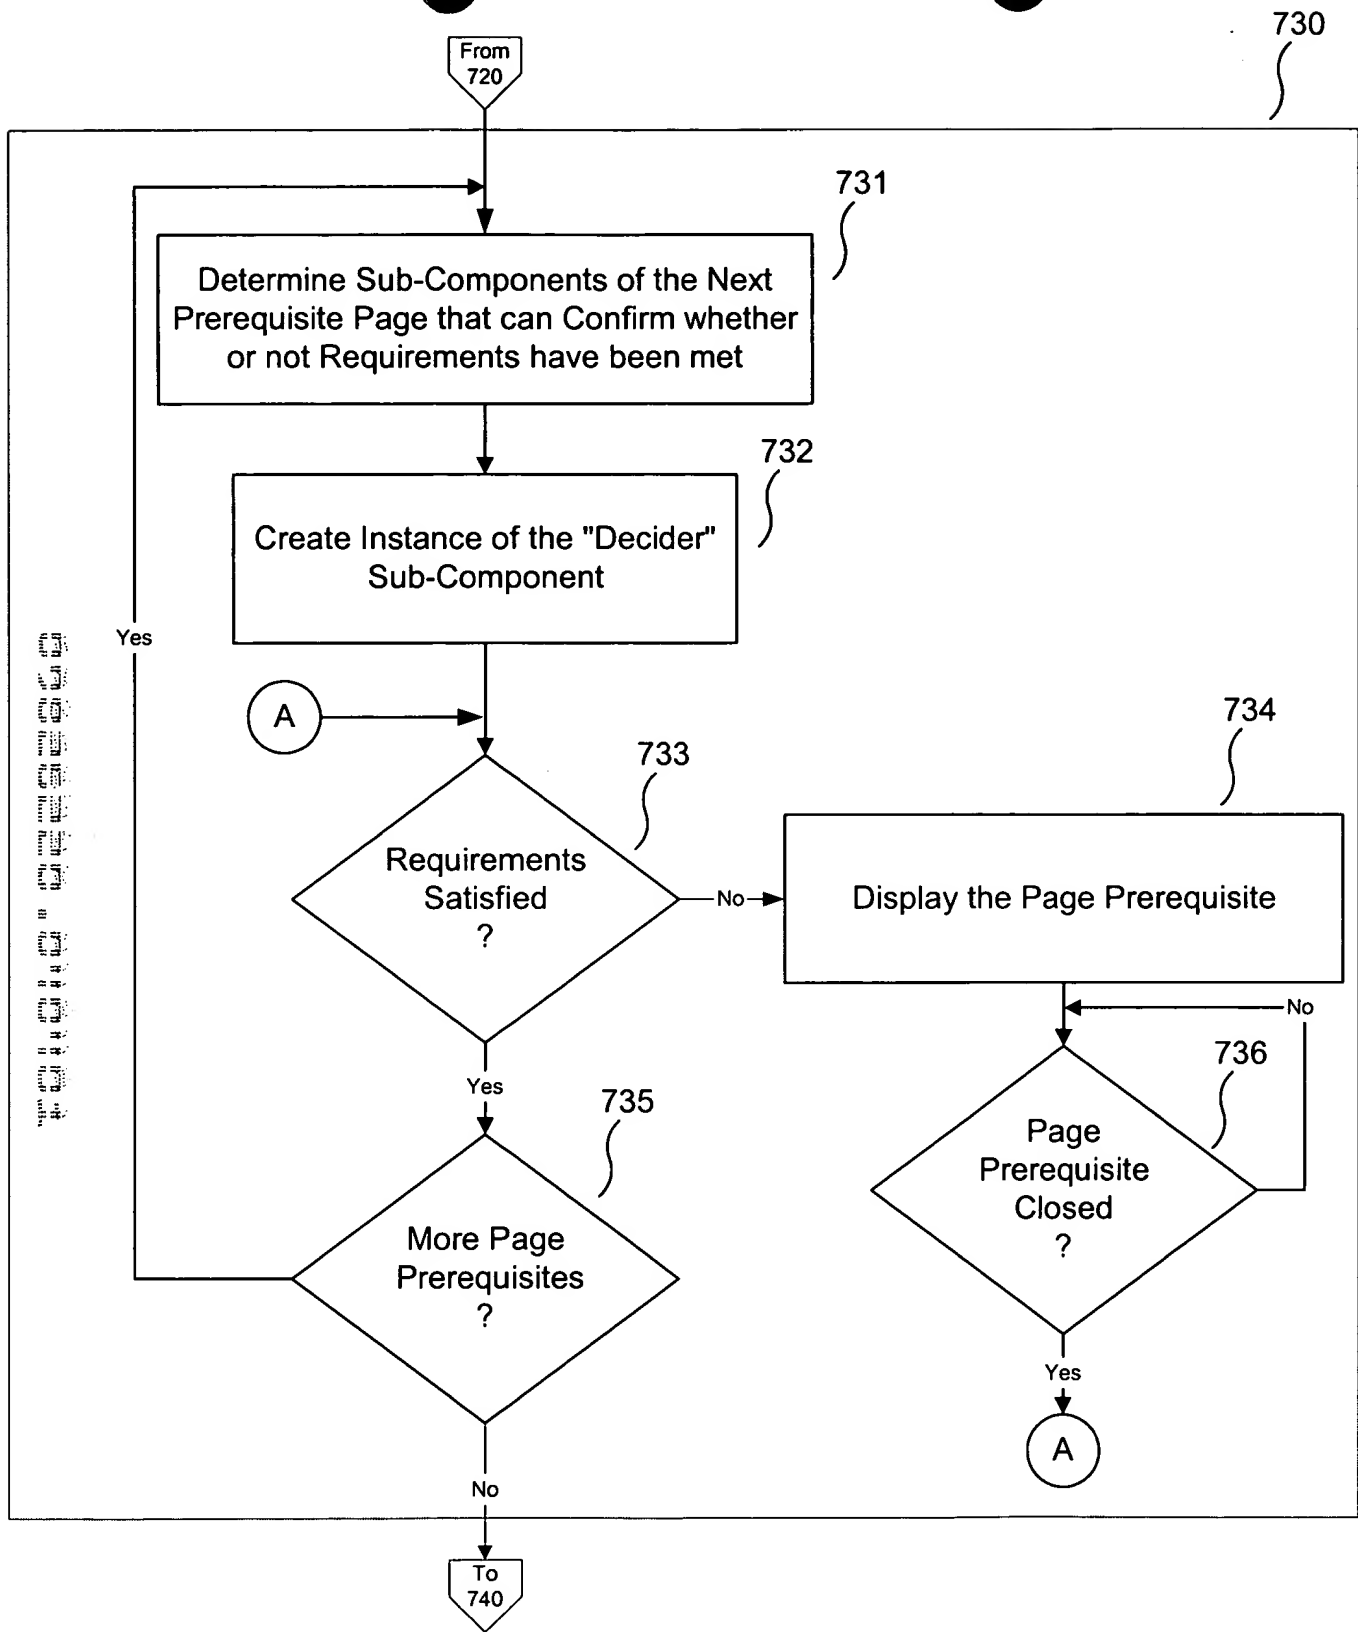 730
From
720
731
Determine Sub-Components of the Next
Prerequisite Page that can Confirm whether
or not Requirements have been met
732
Create Instance of the "Decider"
Sub-Component
Yes
A
733
Requirements
Satisfied
?
No
734
Display the Page Prerequisite
No
Yes
735
More Page
Prerequisites
?
736
Page
Prerequisite
Closed
?
Yes
A
No
To
740